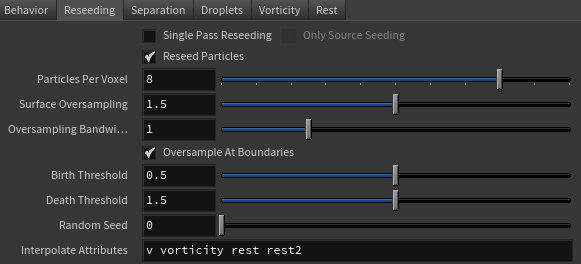 Behavior Reseeding Separation Droplets Vorticity Rest
Single Pass Reseeding Only Source Seeding
Reseed Particles
Particles Per Voxel 8
Surface Oversampling 1.5
Oversampling Bandwi... 1
Oversample At Boundaries
Birth Threshold 0.5
Death Threshold 1.5
Random Seed 0
Interpolate Attributes v vorticity rest rest2